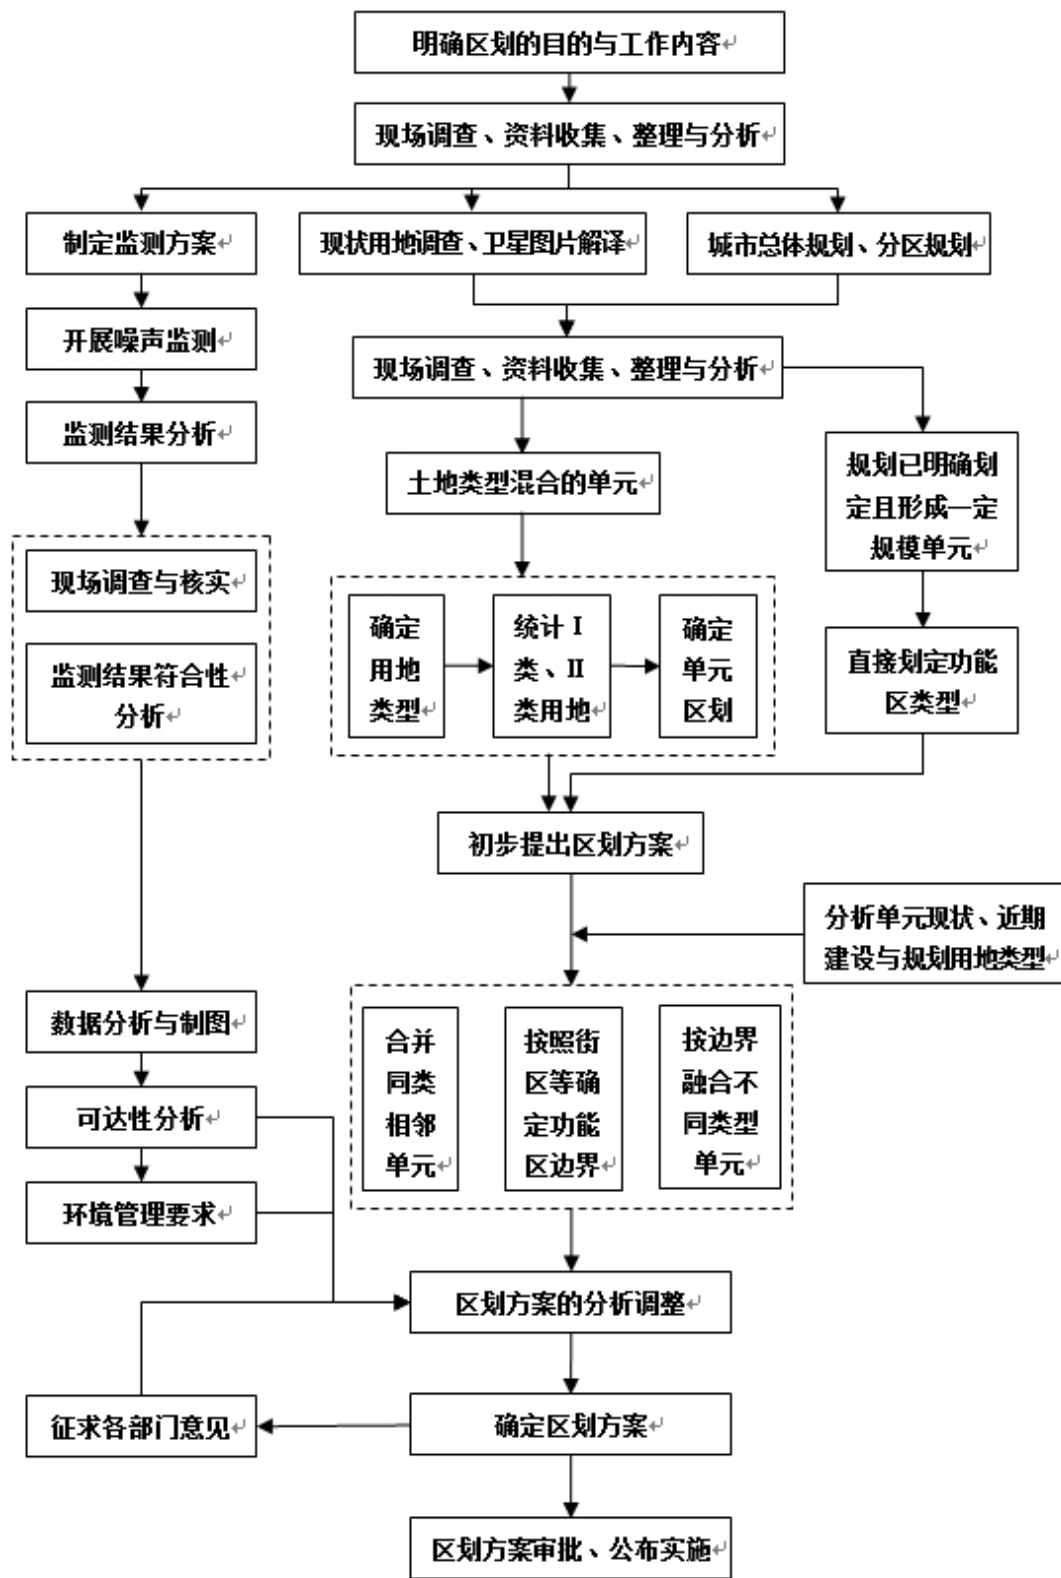 明确区划的目的与工作内容↵
现场调查、资料收集、整理与分析↵
制定监测方案↵
现状用地调查、卫星图片解译↵
城市总体规划、分区规划↵
开展噪声监测↵
现场调查、资料收集、整理与分析↵
监测结果分析↵
土地类型混合的单元↵
规划已明确划
定且形成一定
规模单元↵
现场调查与核实↵
监测结果符合性
分析↵
确定
用地
类型↵
统计Ⅰ
类、Ⅱ
类用地↵
确定
单元
区划↵
直接划定功能
区类型↵
初步提出区划方案↵
分析单元现状、近期
建设与规划用地类型↵
数据分析与制图↵
可达性分析↵
环境管理要求↵
合并
同类
相邻
单元↵
按照街
区等确
定功能
区边界↵
按边界
融合不
同类型
单元↵
区划方案的分析调整↵
征求各部门意见↵
确定区划方案↵
区划方案审批、公布实施↵